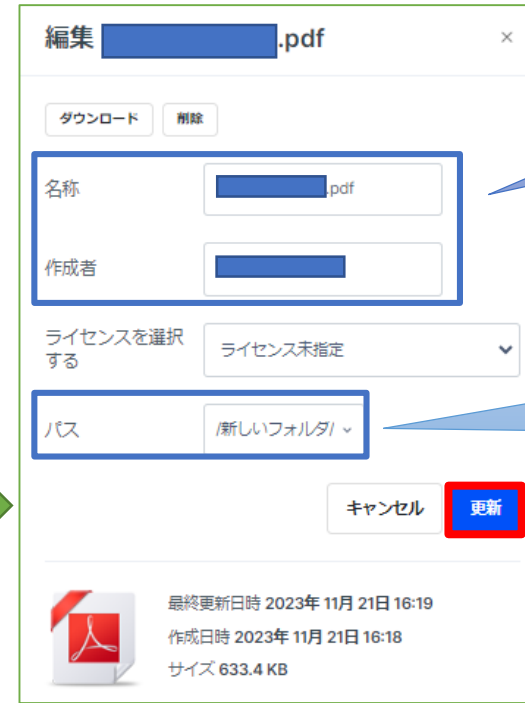 編集 .pdf ×
ダウンロード 削除
名称 .pdf
作成者
ライセンスを選択
する
ライセンス未指定
パス /新しいフォルダ/
キャンセル 更新
最終更新日時 2023年 11月 21日 16:19
作成日時 2023年 11月 21日 16:18
サイズ 633.4 KB